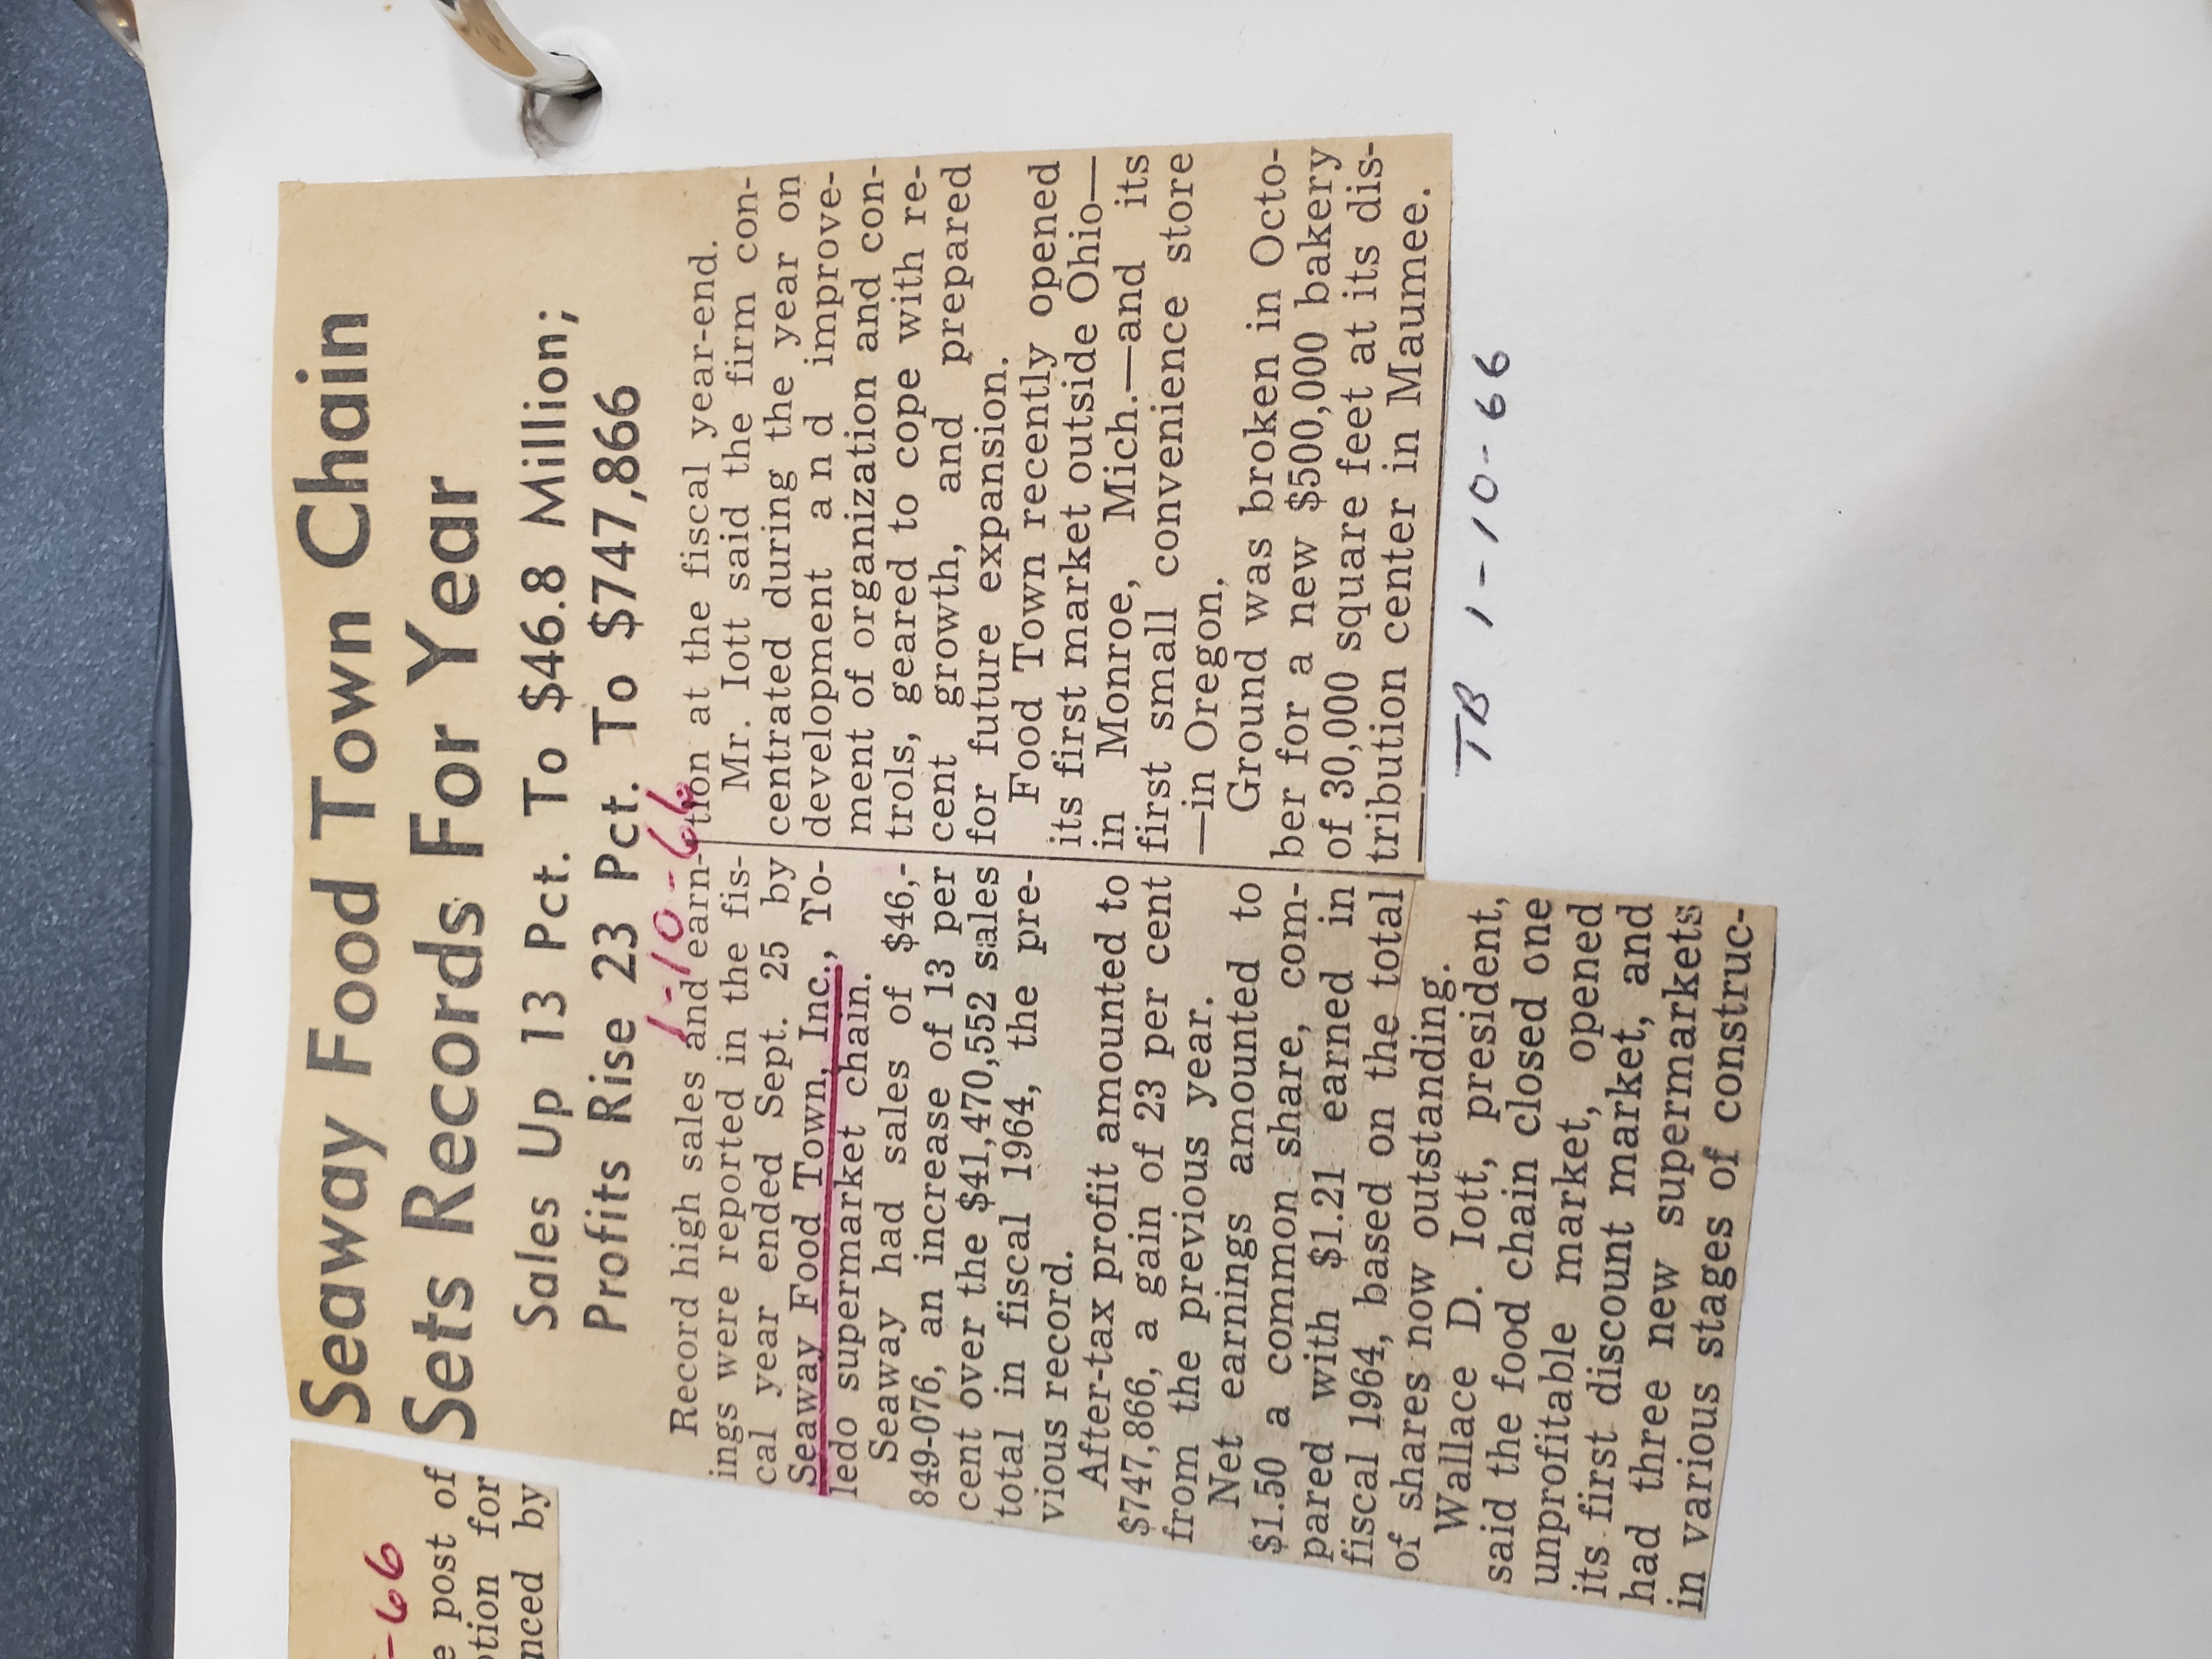 Seaway Food Town Chain
Sets Records For Year
Sales Up 13 Pct. To $46.8 Million;
Profits Rise 23 Pct. To $747,866
1-10-66
Record high sales and earn-
ings were reported in the fis-
cal year ended Sept. 25 by
Seaway Food Town, Inc., To-
ledo supermarket chain.
Seaway had sales of $46,-
849-076, an increase of 13 per
cent over the $41,470,552 sales
total in fiscal 1964, the pre-
vious record.
After-tax profit amounted to
$747,866, a gain of 23 per cent
from the previous year.
Net earnings amounted to
$1.50 a common share, com-
pared with $1.21 earned in
fiscal 1964, based on the total
of shares now outstanding.
Wallace D. Iott, president,
said the food chain closed one
unprofitable market, opened
its first discount market, and
had three new supermarkets
in various stages of construc-
tion at the fiscal year-end.
Mr. Iott said the firm con-
centrated during the year on
development and improve-
ment of organization and con-
trols, geared to cope with re-
cent growth, and prepared
for future expansion.
Food Town recently opened
its first market outside Ohio—
in Monroe, Mich.—and its
first small convenience store
—in Oregon.
Ground was broken in Octo-
ber for a new $500,000 bakery
of 30,000 square feet at its dis-
tribution center in Maumee.
TB 1-10-66
-66
e post of
tion for
nced by